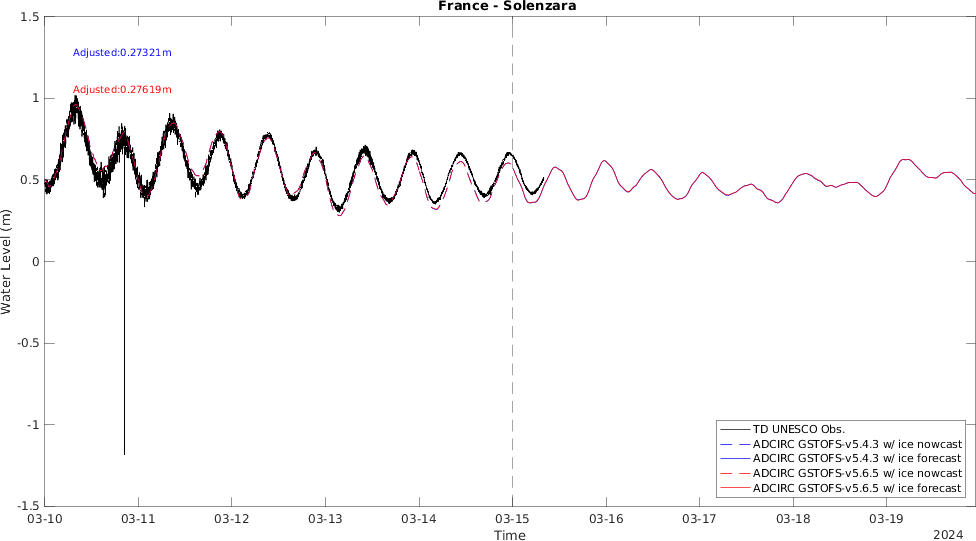 France - Solenzara
1.5
Adjusted:0.27321m
1
Adjusted:0.27619m
0.5
0
-0.5
-1
-1.5
Water Level (m)
TD UNESCO Obs.
ADCIRC GSTOFS-v5.4.3 w/ ice nowcast
ADCIRC GSTOFS-v5.4.3 w/ ice forecast
ADCIRC GSTOFS-v5.6.5 w/ ice nowcast
ADCIRC GSTOFS-v5.6.5 w/ ice forecast
03-10 03-11 03-12 03-13 03-14 03-15 03-16 03-17 03-18 03-19
Time
2024